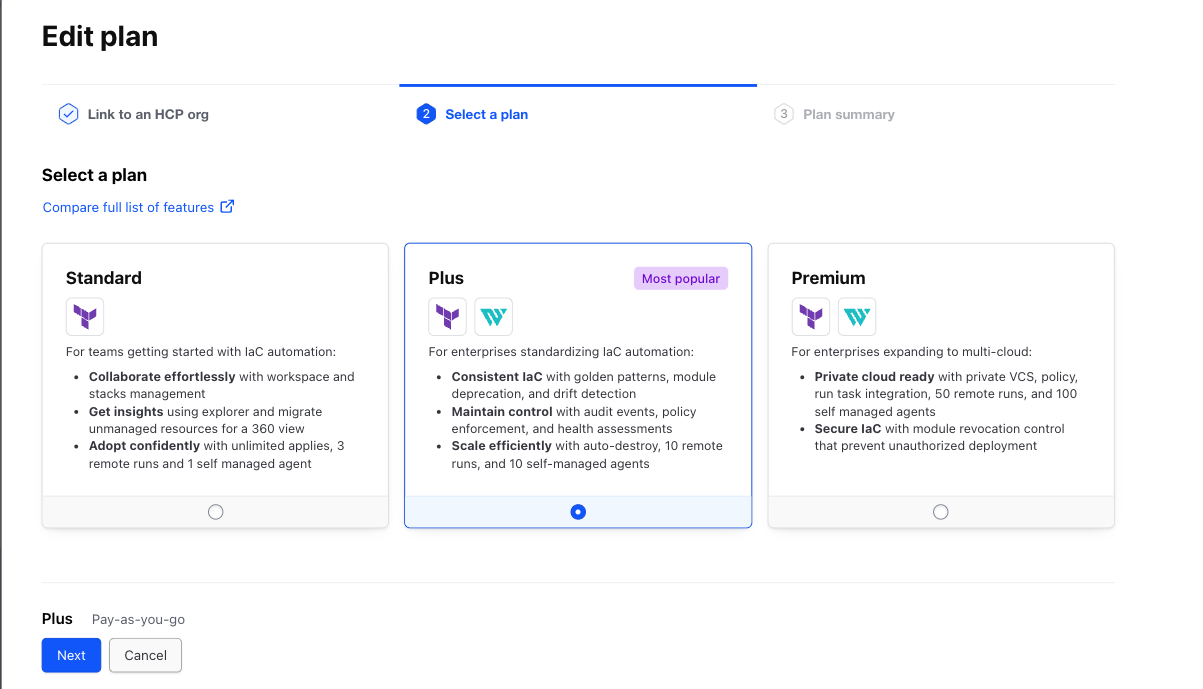 Edit plan
Link to an HCP org
2 Select a plan
3 Plan summary
Select a plan
Compare full list of features
Standard
For teams getting started with IaC automation:
• Collaborate effortlessly with workspace and
stacks management
• Get insights using explorer and migrate
unmanaged resources for a 360 view
• Adopt confidently with unlimited applies, 3
remote runs and 1 self managed agent
Plus
Most popular
For enterprises standardizing IaC automation:
• Consistent IaC with golden patterns, module
deprecation, and drift detection
• Maintain control with audit events, policy
enforcement, and health assessments
• Scale efficiently with auto-destroy, 10 remote
runs, and 10 self-managed agents
Premium
For enterprises expanding to multi-cloud:
• Private cloud ready with private VCS, policy,
run task integration, 50 remote runs, and 100
self managed agents
• Secure IaC with module revocation control
that prevent unauthorized deployment
Plus Pay-as-you-go
Next
Cancel